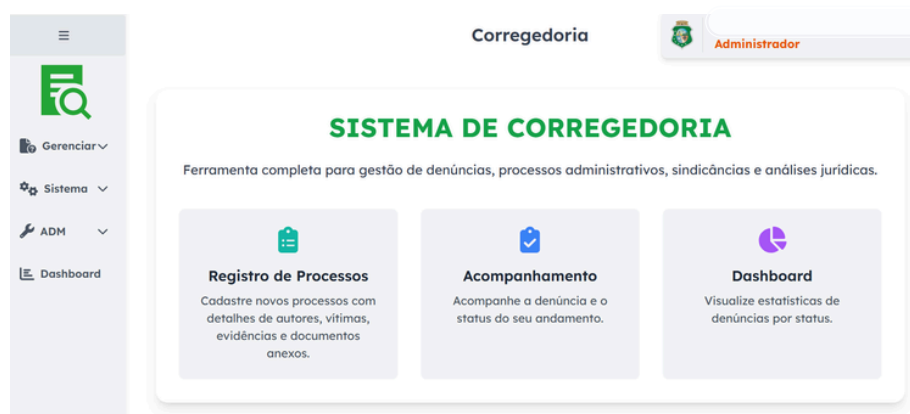 Corregedoria
Administrador
Gerenciar
Sistema
ADM
Dashboard
SISTEMA DE CORREGEDORIA
Ferramenta completa para gestão de denúncias, processos administrativos, sindicâncias e análises jurídicas.
Registro de Processos
Cadastre novos processos com
detalhes de autores, vítimas,
evidências e documentos
anexos.
Acompanhamento
Acompanhe a denúncia e o
status do seu andamento.
Dashboard
Visualize estatísticas de
denúncias por status.